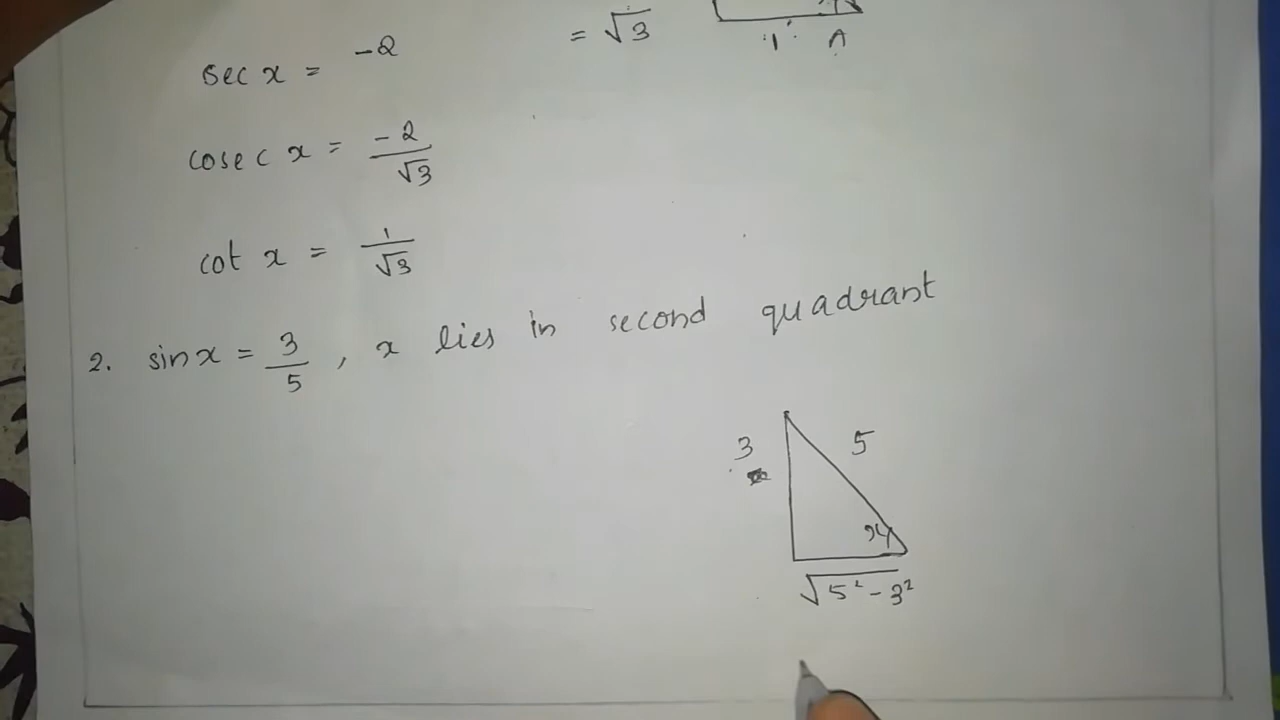 = √3
1 A
sec x = -2
cosec x = -2/√3
cot x = 1/√3
2. sin x = 3/5 , x lies in second quadrant
3 5
x
√5² - 3²